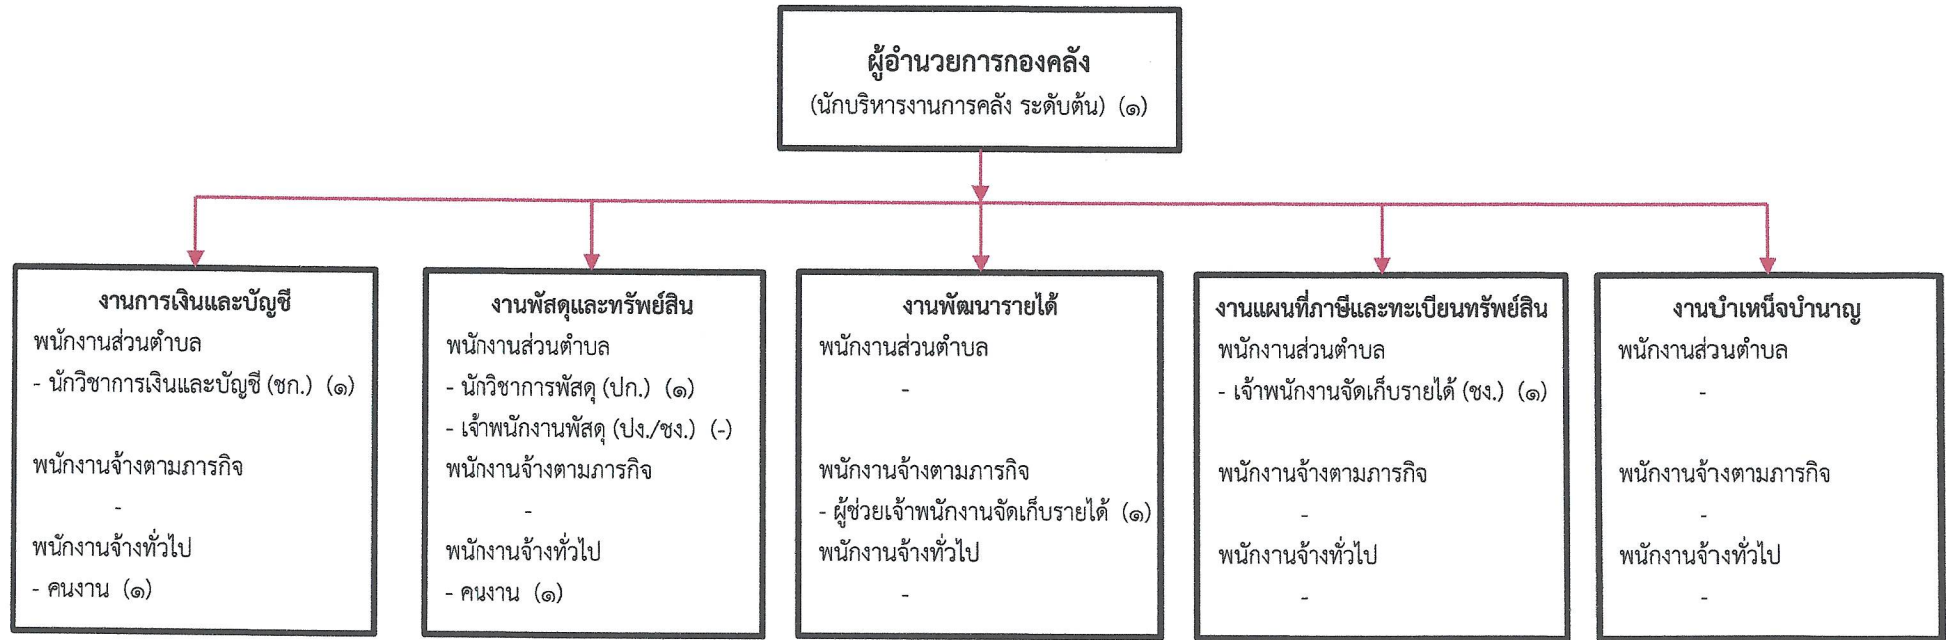 ผู้อำนวยการกองคลัง
(นักบริหารงานการคลัง ระดับต้น) (๑)
งานการเงินและบัญชี
พนักงานส่วนตำบล
- นักวิชาการเงินและบัญชี (ชก.) (๑)
พนักงานจ้างตามภารกิจ
-
พนักงานจ้างทั่วไป
- คนงาน (๑)
งานพัสดุและทรัพย์สิน
พนักงานส่วนตำบล
- นักวิชาการพัสดุ (ปก.) (๑)
- เจ้าพนักงานพัสดุ (ปง./ชง.) (-)
พนักงานจ้างตามภารกิจ
-
พนักงานจ้างทั่วไป
- คนงาน (๑)
งานพัฒนารายได้
พนักงานส่วนตำบล
-
พนักงานจ้างตามภารกิจ
- ผู้ช่วยเจ้าพนักงานจัดเก็บรายได้ (๑)
พนักงานจ้างทั่วไป
-
งานแผนที่ภาษีและทะเบียนทรัพย์สิน
พนักงานส่วนตำบล
- เจ้าพนักงานจัดเก็บรายได้ (ชง.) (๑)
พนักงานจ้างตามภารกิจ
-
พนักงานจ้างทั่วไป
-
งานบำเหน็จบำนาญ
พนักงานส่วนตำบล
-
พนักงานจ้างตามภารกิจ
-
พนักงานจ้างทั่วไป
-